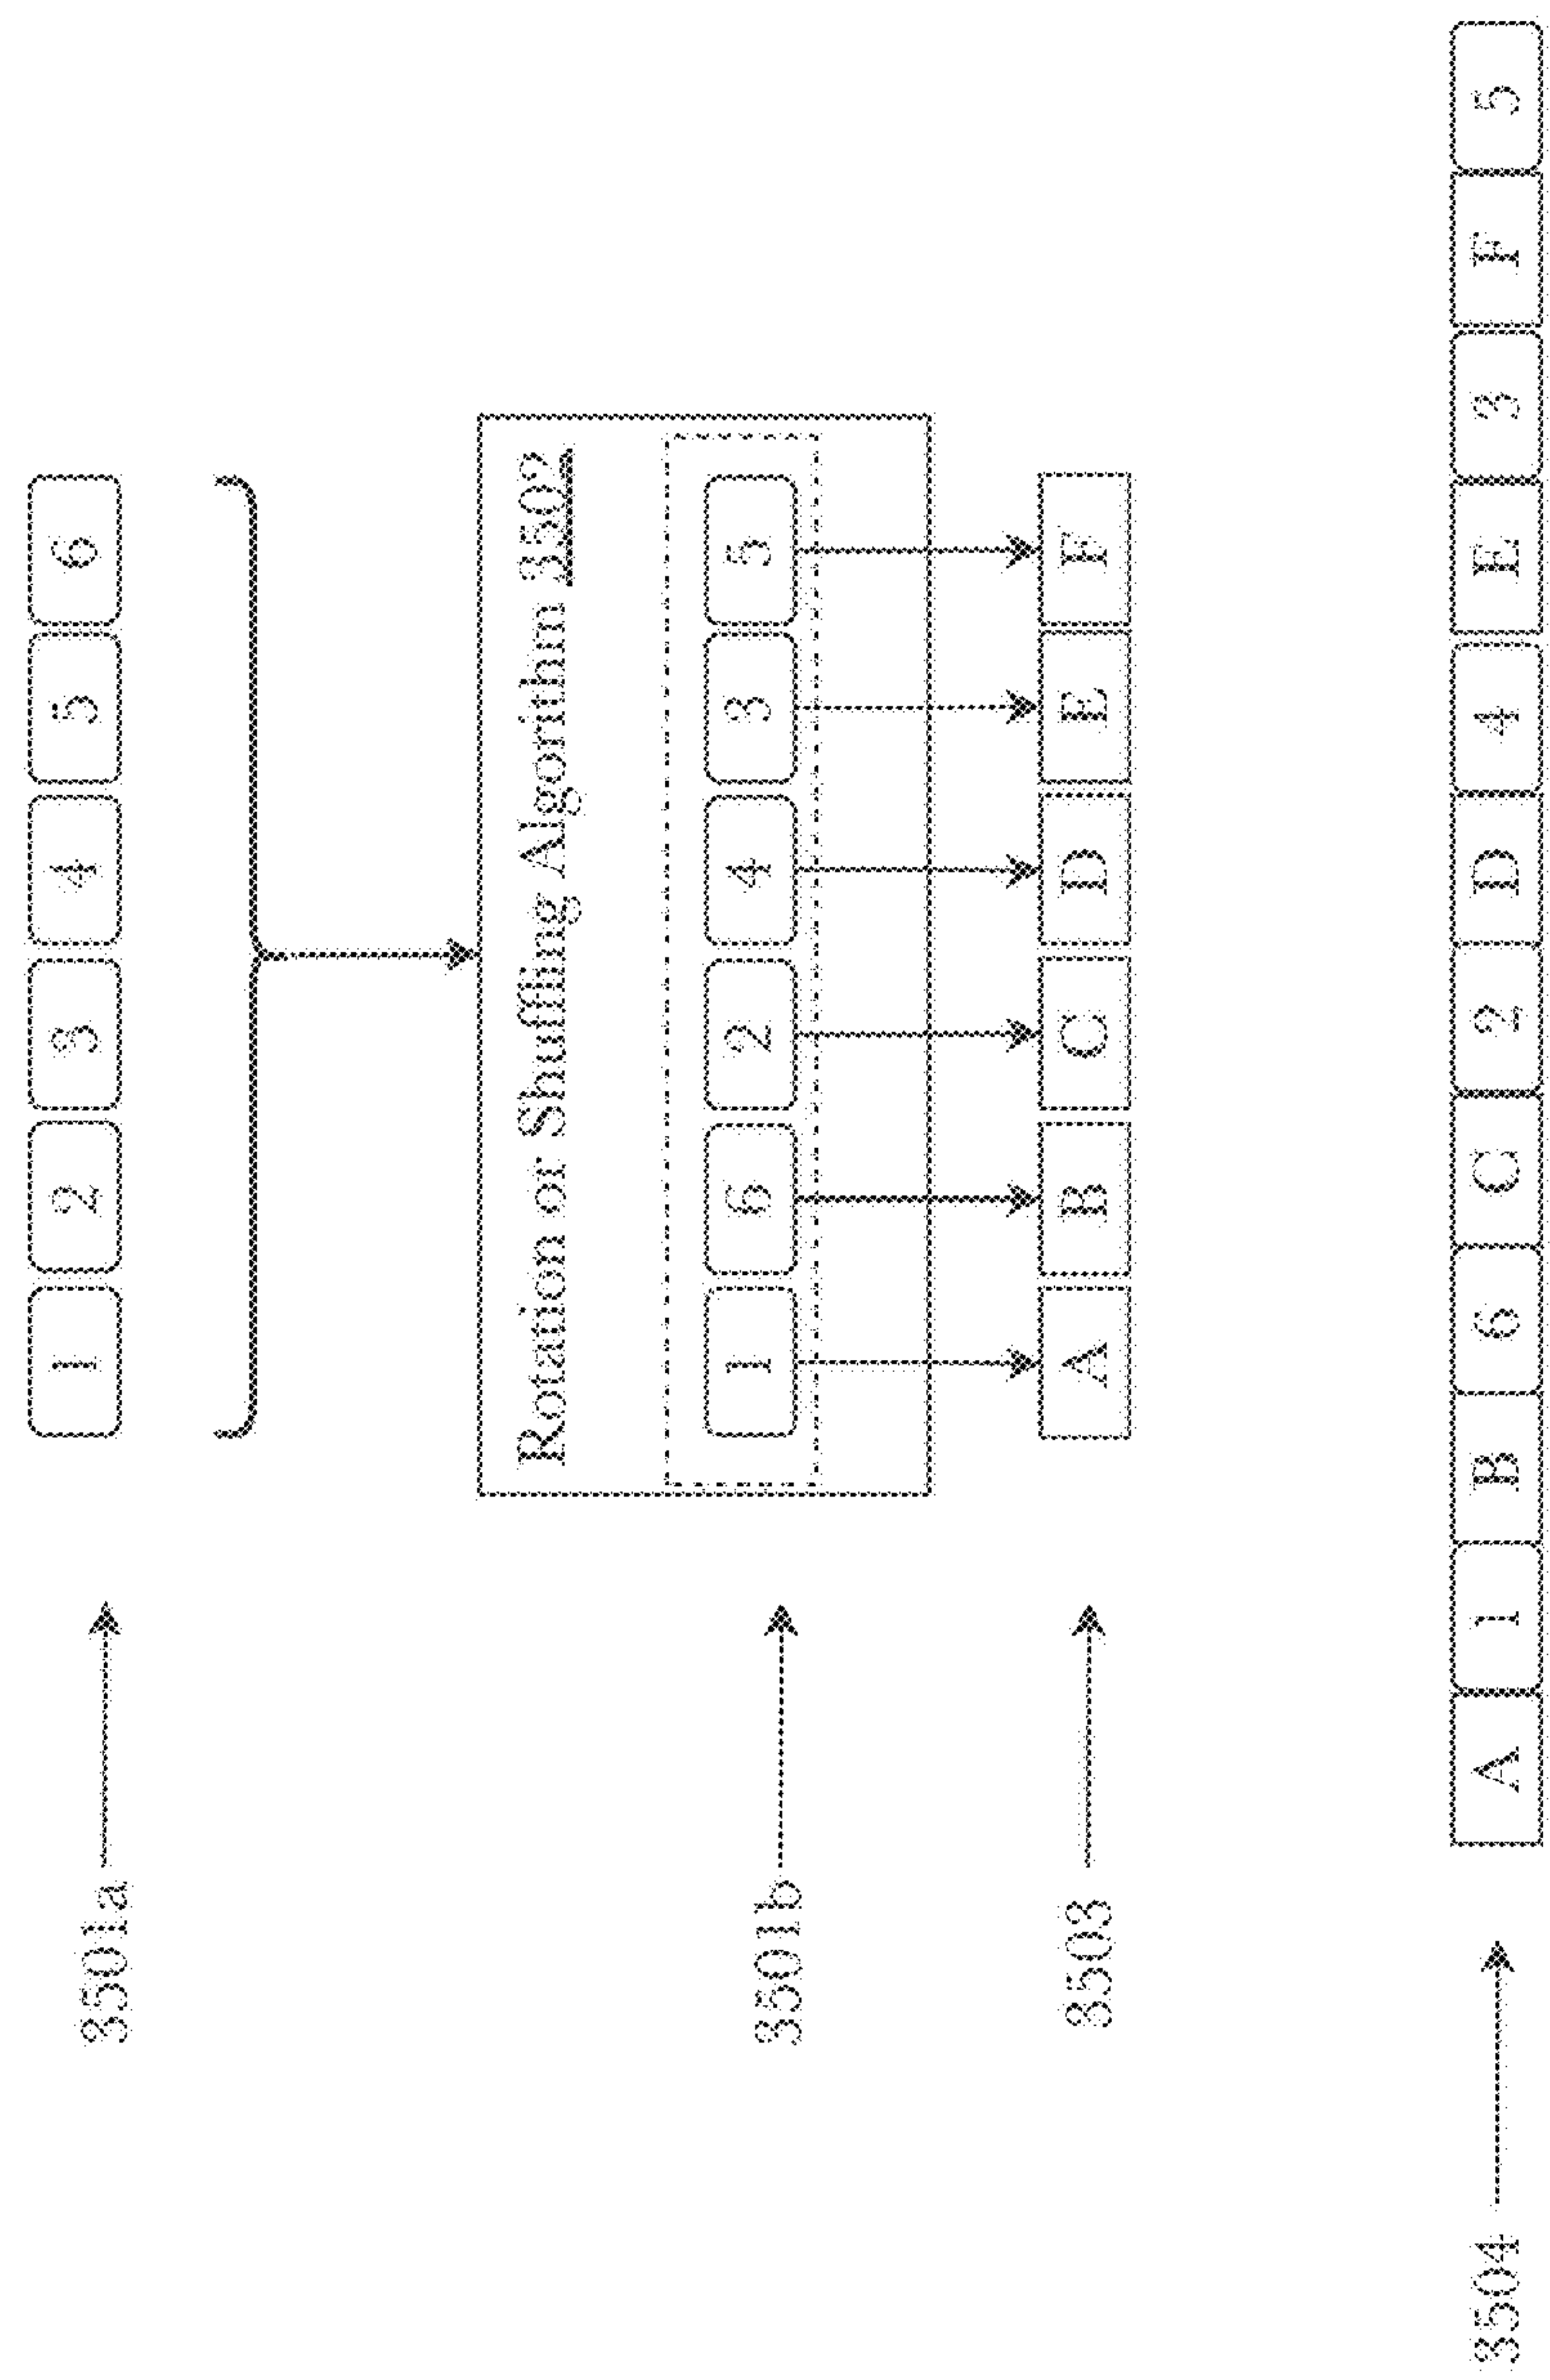 3501a 1 2 3 4 5 6
Rotation or Shuffling Algorithm 3502
3501b 1 6 2 4 3 5
3503 A B C D E F
3504 A 1 B 6 C 2 D 4 E 3 F 5